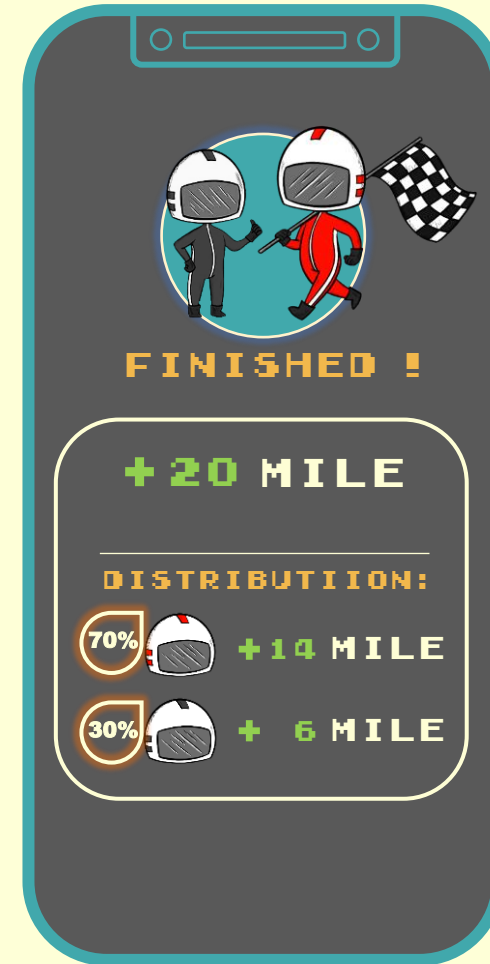 FINISHED !
+20 MILE
DISTRIBUTIION:
70% +14 MILE
30% + 6 MILE